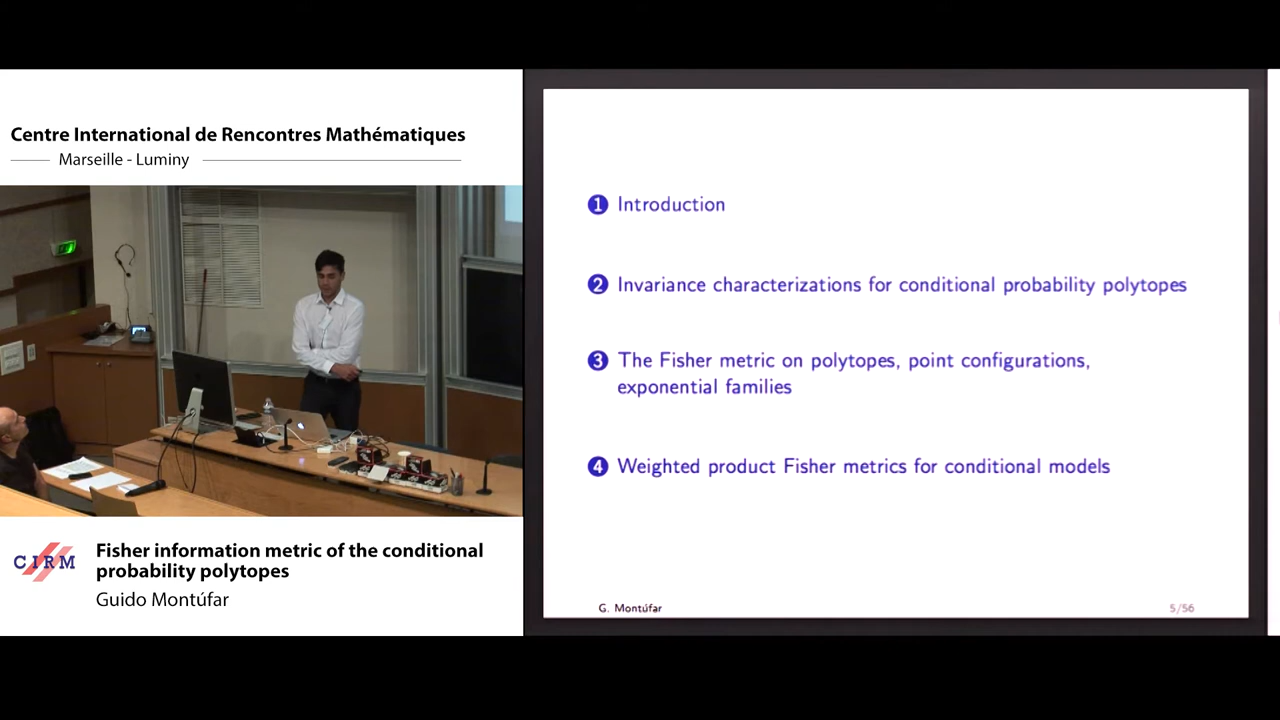 Centre International de Rencontres Mathématiques
Marseille - Luminy
CIRM
Fisher information metric of the conditional
probability polytopes
Guido Montúfar
1 Introduction
2 Invariance characterizations for conditional probability polytopes
3 The Fisher metric on polytopes, point configurations,
exponential families
4 Weighted product Fisher metrics for conditional models
G. Montúfar
5/56